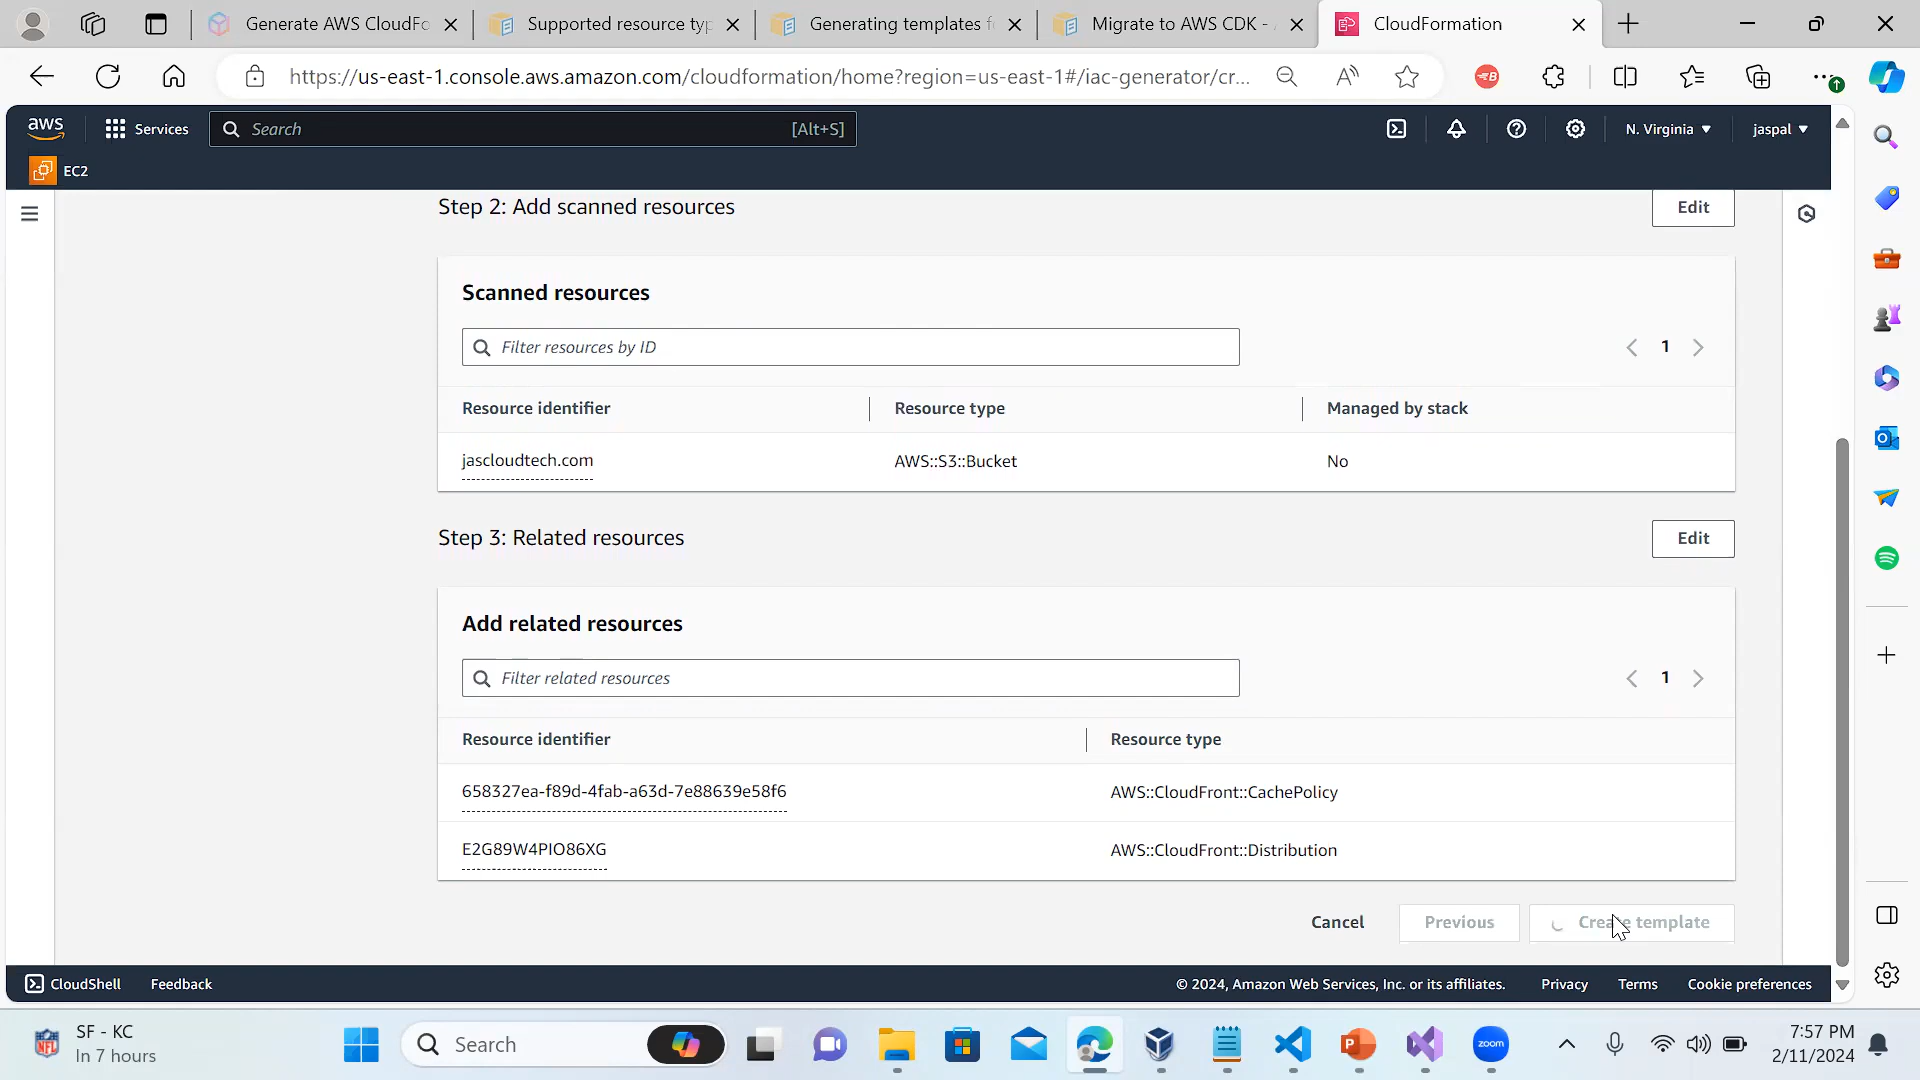 Generate AWS CloudFo
Supported resource typ
Generating templates f
Migrate to AWS CDK - A
CloudFormation
https://us-east-1.console.aws.amazon.com/cloudformation/home?region=us-east-1#/iac-generator/cr...
aws
Services
Search
[Alt+S]
N. Virginia
jaspal
EC2
Step 2: Add scanned resources
Edit
Scanned resources
Filter resources by ID
1
Resource identifier
Resource type
Managed by stack
jascloudtech.com
AWS::S3::Bucket
No
Step 3: Related resources
Edit
Add related resources
Filter related resources
1
Resource identifier
Resource type
658327ea-f89d-4fab-a63d-7e88639e58f6
AWS::CloudFront::CachePolicy
E2G89W4PIO86XG
AWS::CloudFront::Distribution
Cancel
Previous
Create template
CloudShell
Feedback
© 2024, Amazon Web Services, Inc. or its affiliates.
Privacy
Terms
Cookie preferences
SF - KC
In 7 hours
Search
zoom
7:57 PM
2/11/2024